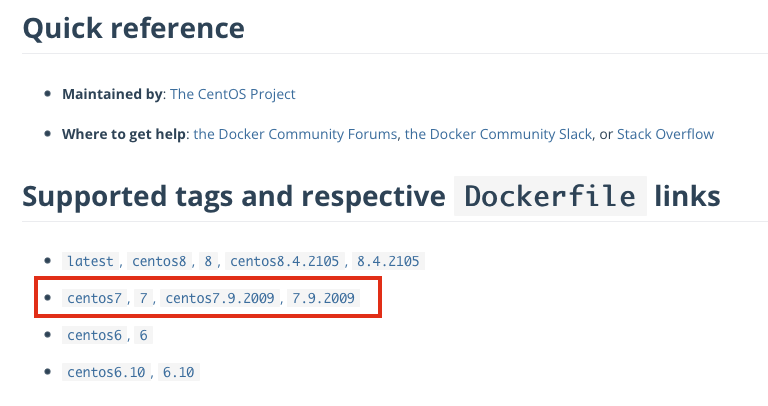 Quick reference
Maintained by: The CentOS Project
Where to get help: the Docker Community Forums, the Docker Community Slack, or Stack Overflow
Supported tags and respective Dockerfile links
latest, centos8, 8, centos8.4.2105, 8.4.2105
centos7, 7, centos7.9.2009, 7.9.2009
centos6, 6
centos6.10, 6.10